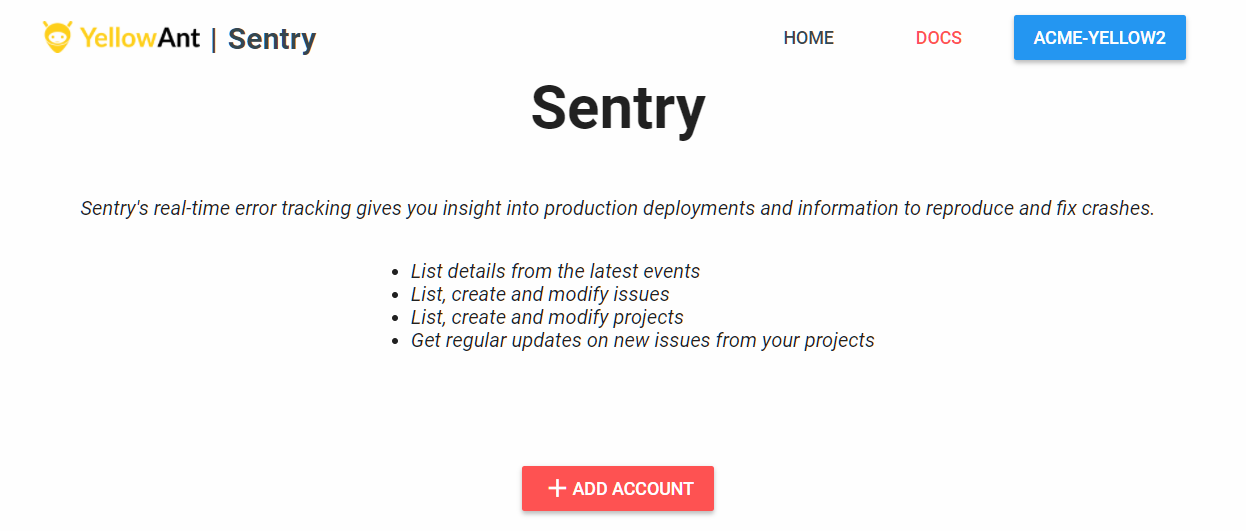 YellowAnt | Sentry HOME DOCS ACME-YELLOW2
Sentry
Sentry's real-time error tracking gives you insight into production deployments and information to reproduce and fix crashes.
• List details from the latest events
• List, create and modify issues
• List, create and modify projects
• Get regular updates on new issues from your projects
+ ADD ACCOUNT